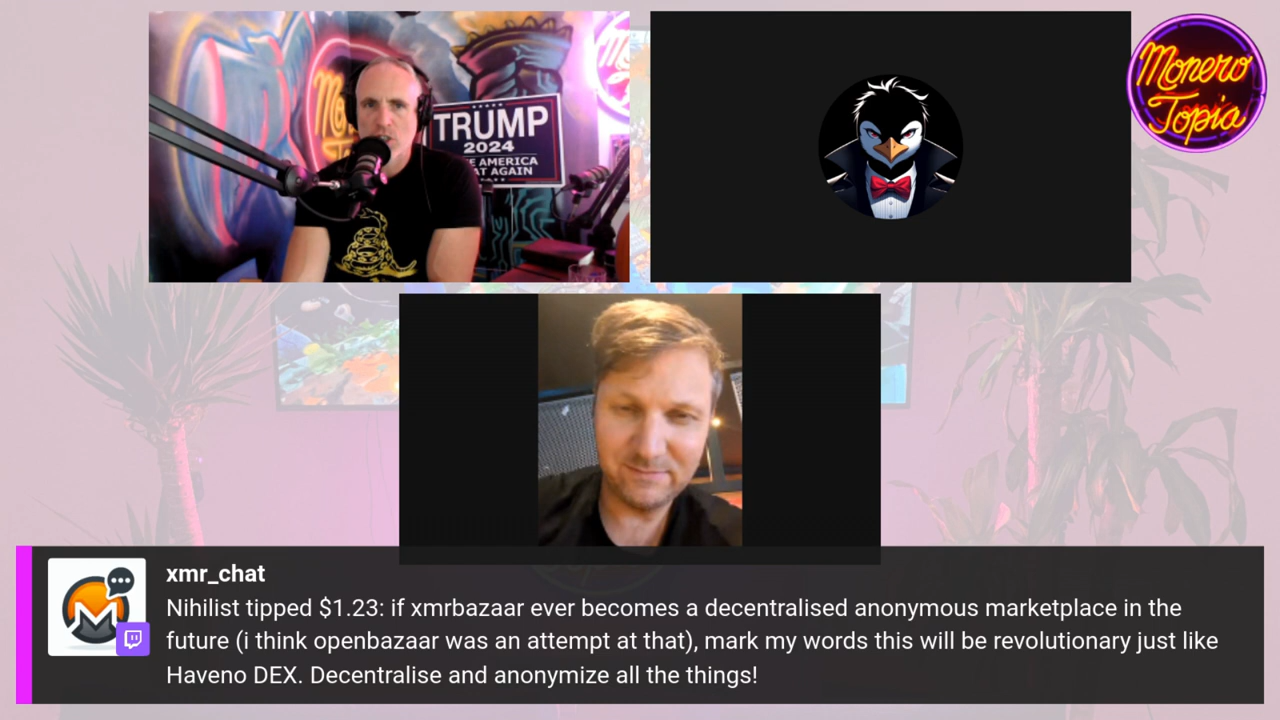 Monero
Topia
TRUMP
2024
E AMERICA
AT AGAIN
xmr_chat
Nihilist tipped $1.23: if xmrbazaar ever becomes a decentralised anonymous marketplace in the
future (i think openbazaar was an attempt at that), mark my words this will be revolutionary just like
Haveno DEX. Decentralise and anonymize all the things!